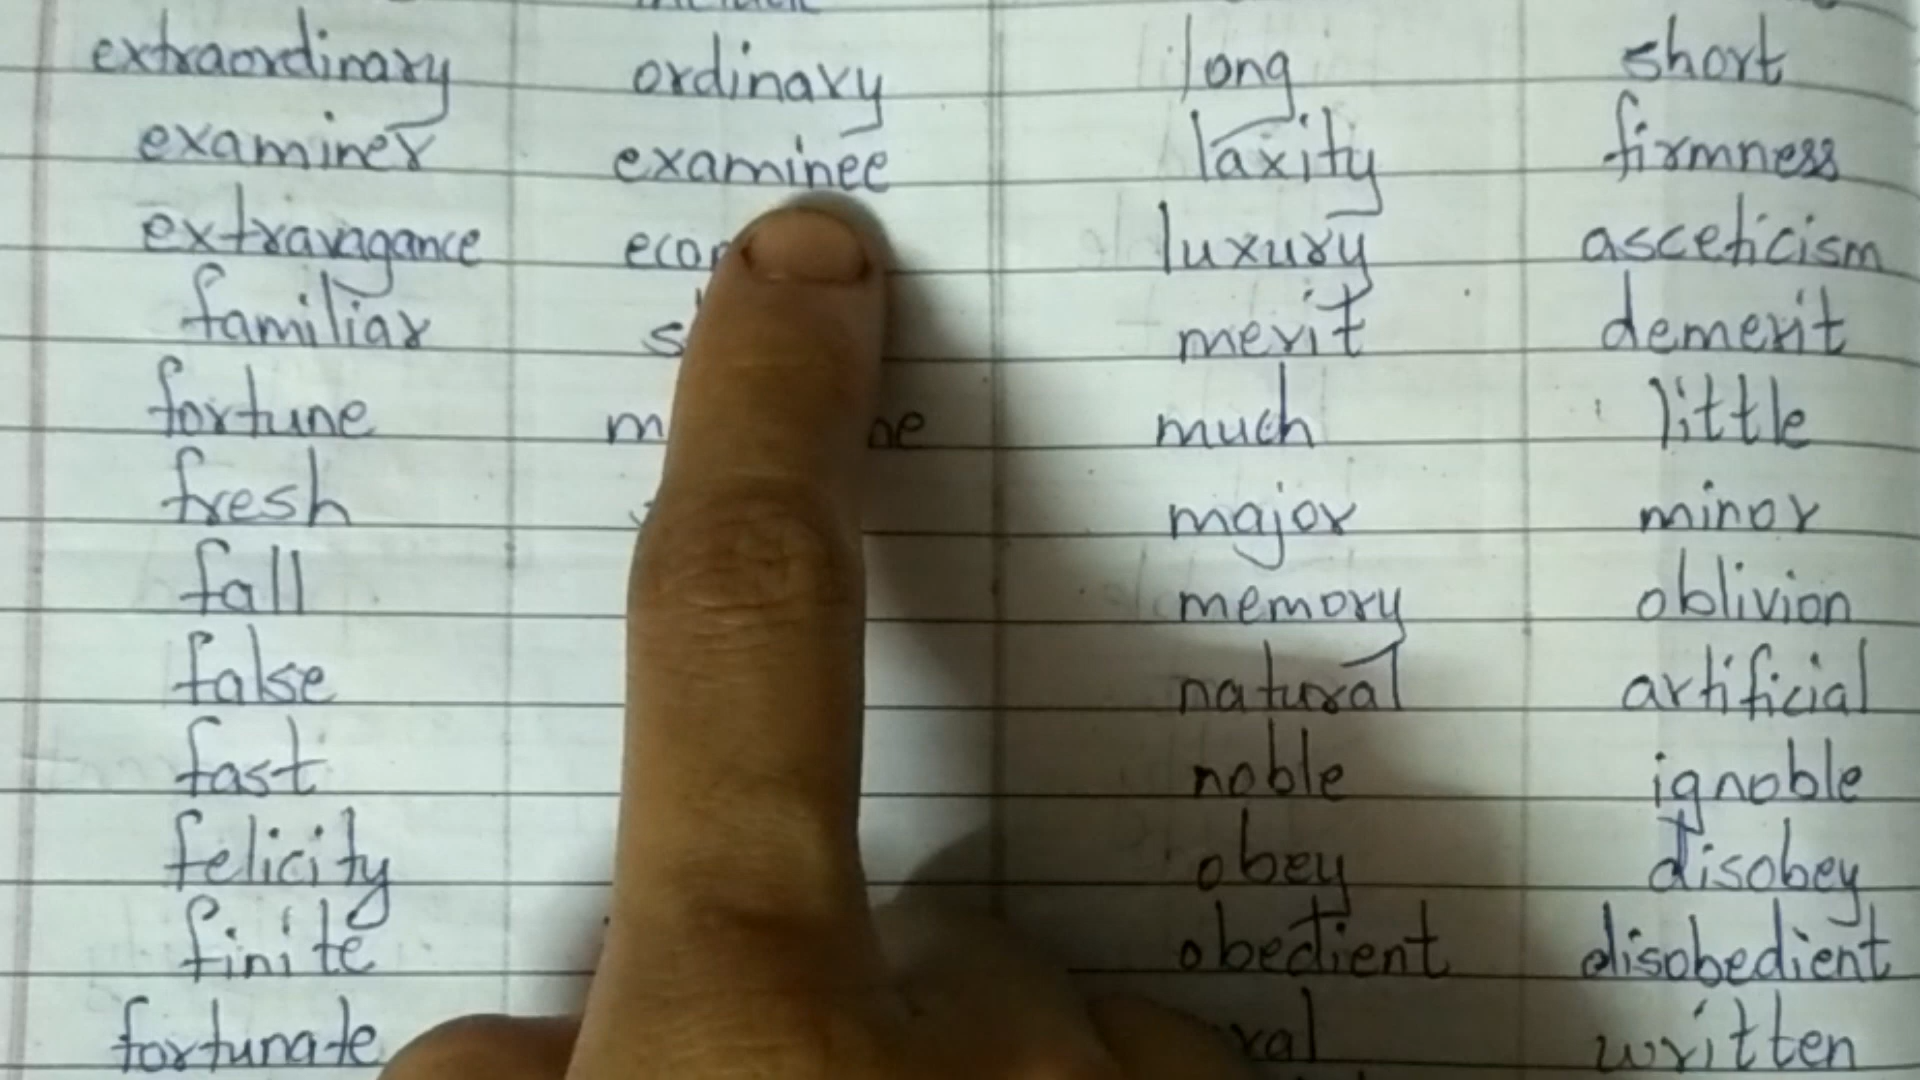 extraordinary ordinary long short
examiner examinee laxity firmness
extravagance luxury asceticism
familiar merit demerit
fortune much little
fresh major minor
fall memory oblivion
false natural artificial
fast noble ignoble
felicity obey disobey
finite obedient disobedient
fortunate written